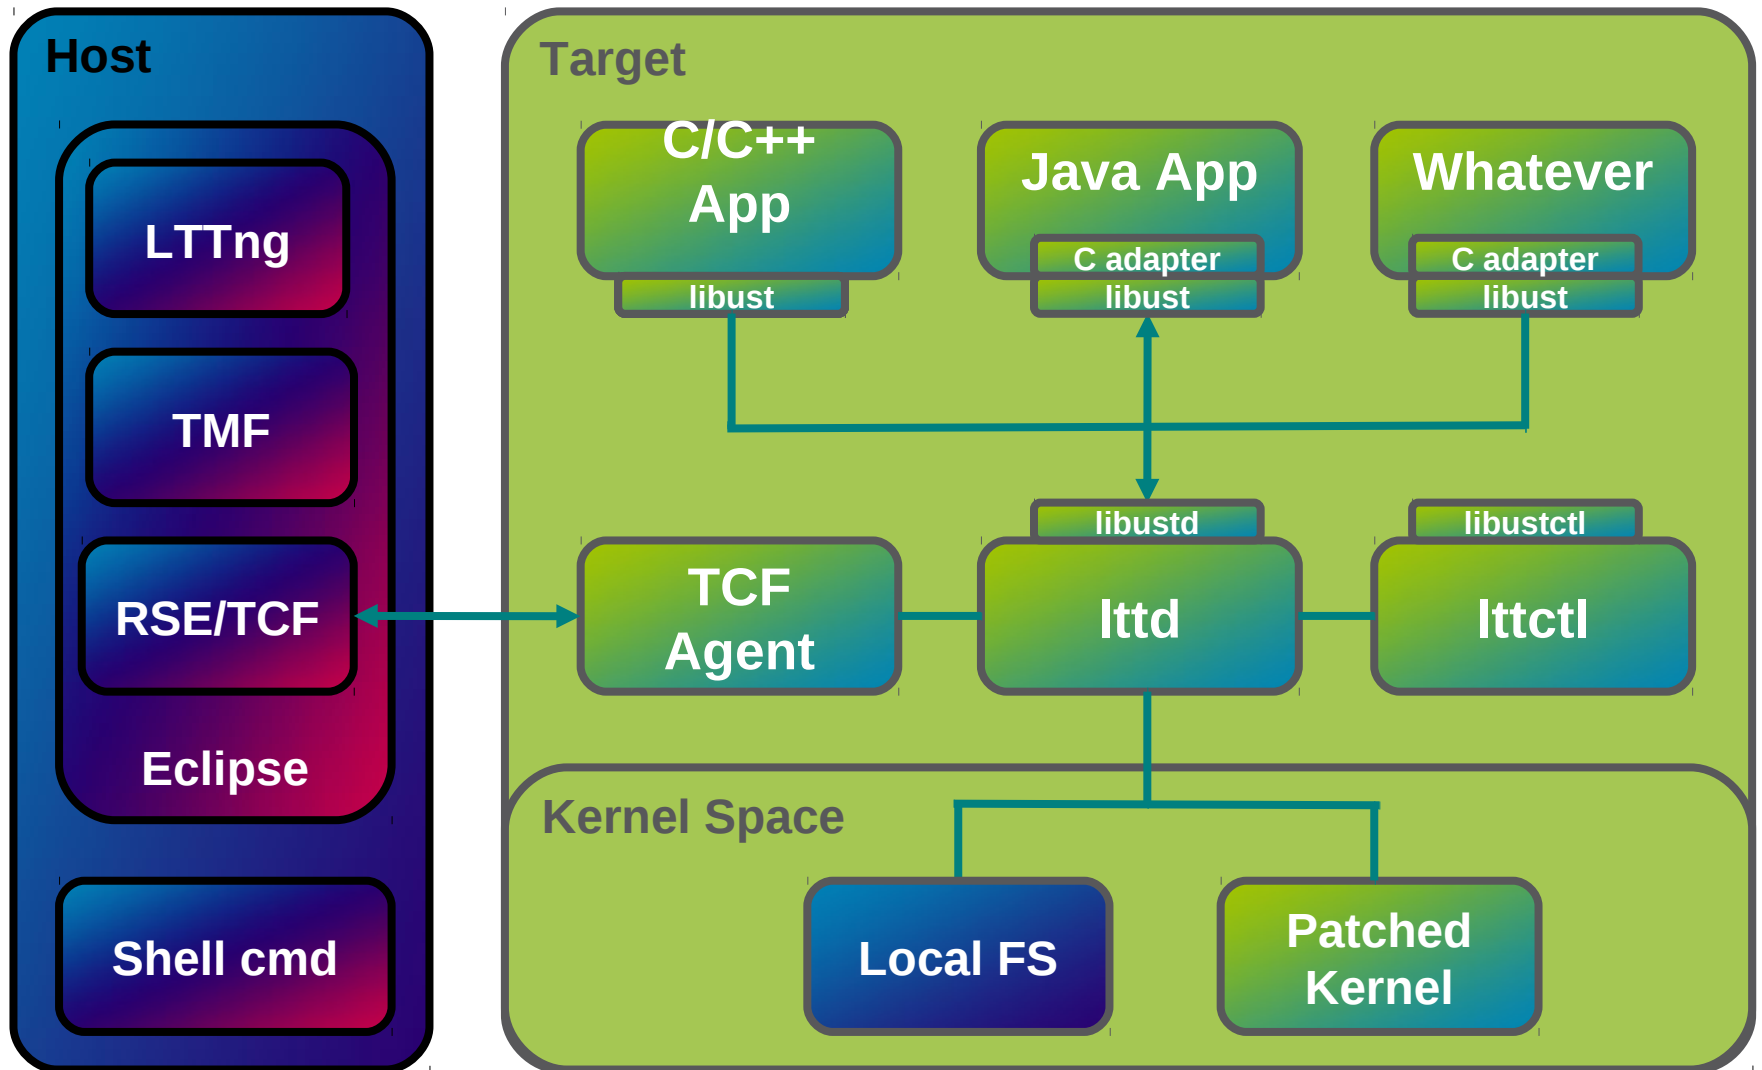 Host
LTTng
TMF
RSE/TCF
Eclipse
Shell cmd
Target
C/C++
App
libust
Java App
C adapter
libust
Whatever
C adapter
libust
TCF
Agent
libustd
lttd
libustctl
lttctl
Kernel Space
Local FS
Patched
Kernel